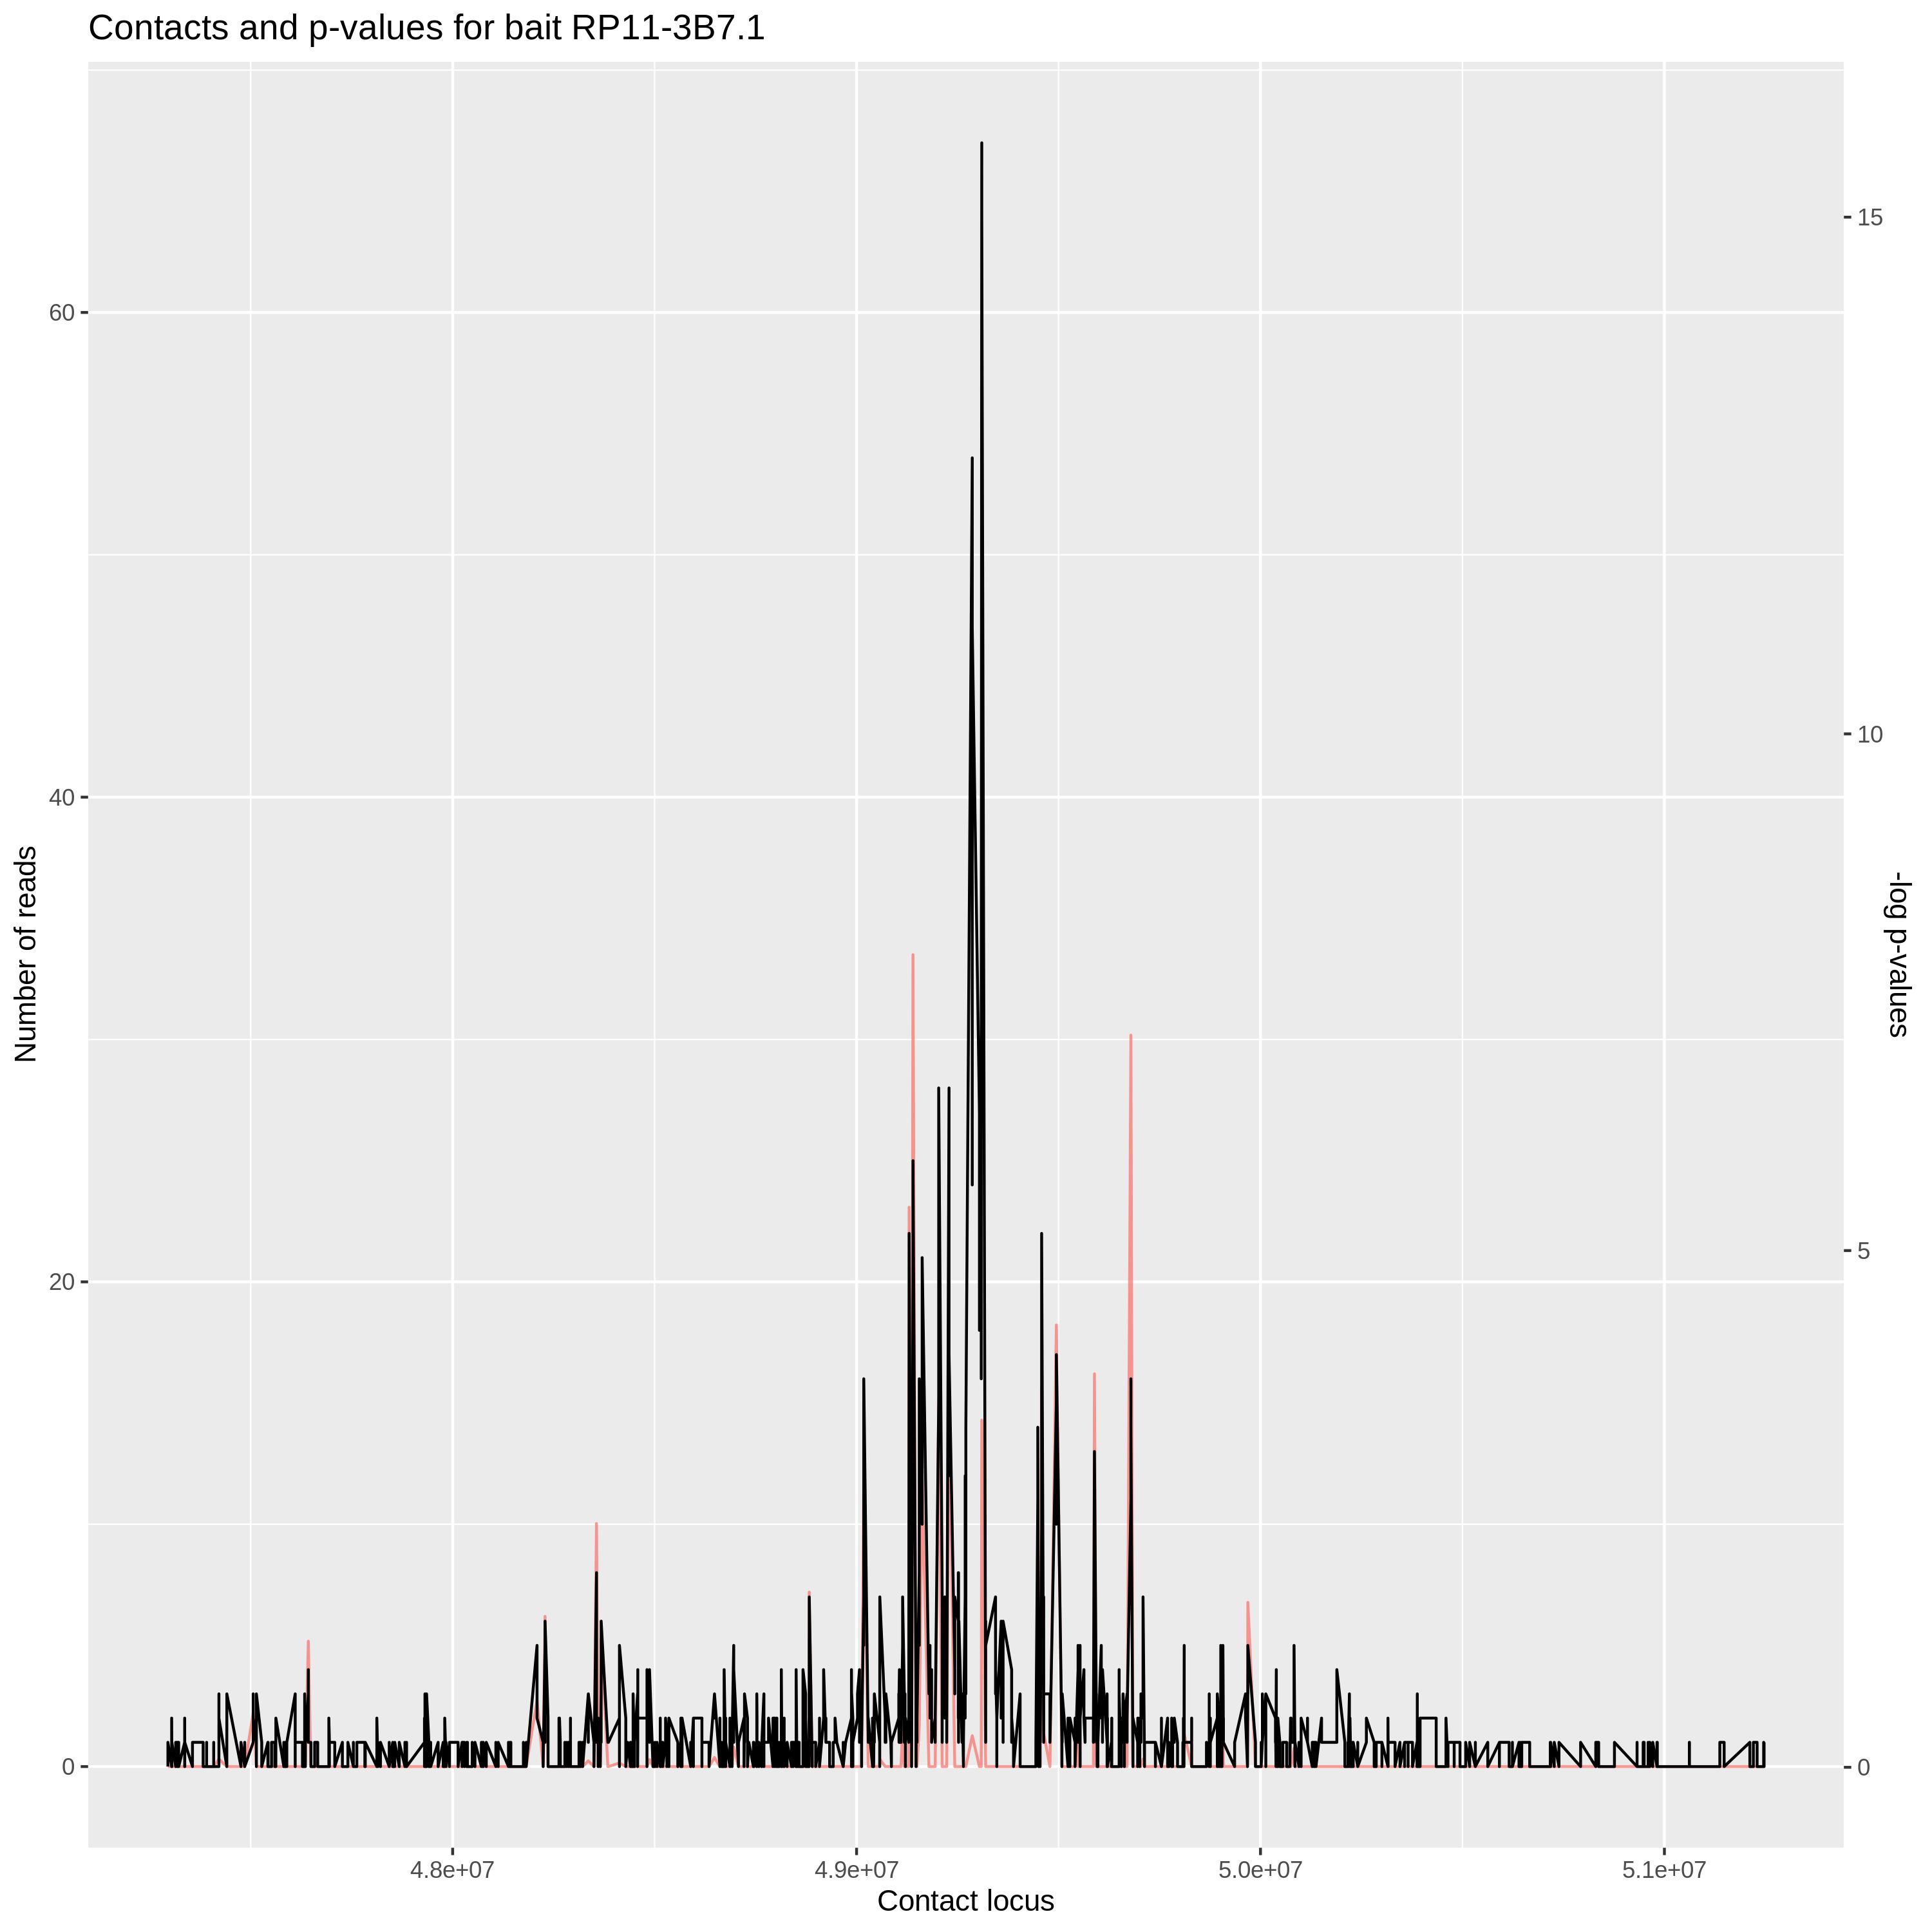 Contacts and p-values for bait RP11-3B7.1
60
40
20
0
15
10
5
0
Number of reads
-log p-values
4.8e+07
4.9e+07
5.0e+07
5.1e+07
Contact locus